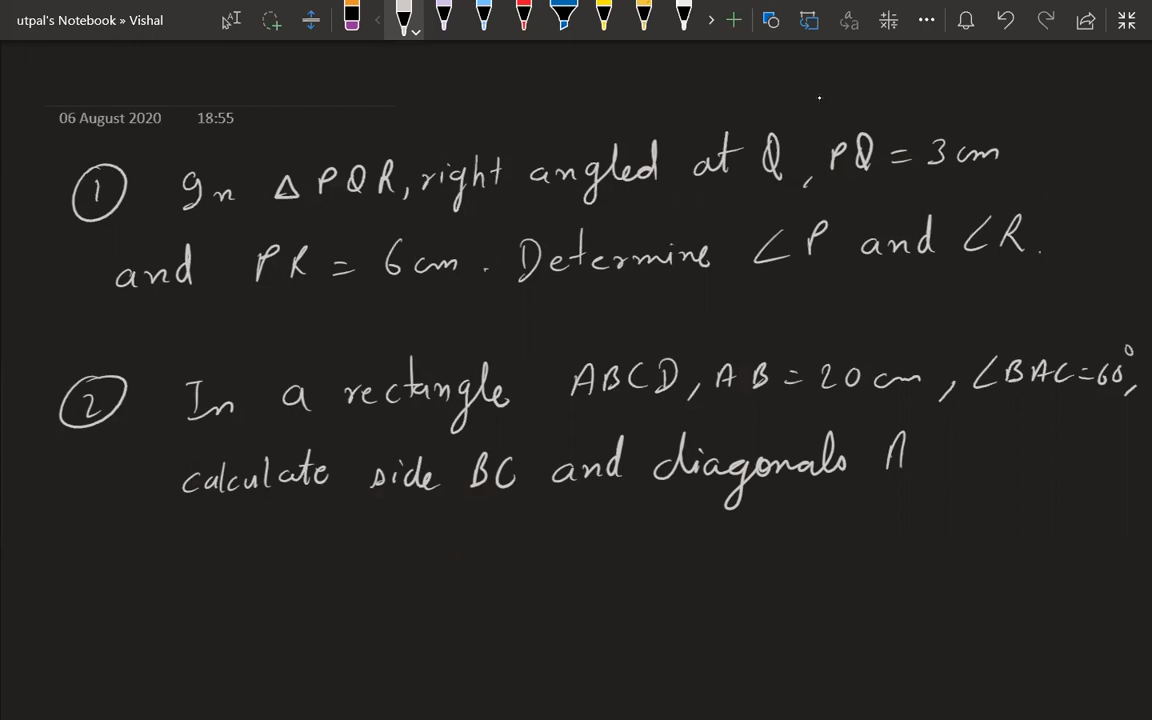 utpal's Notebook » Vishal
06 August 2020 18:55
① In △ PQR, right angled at Q, PQ = 3 cm
and PR = 6 cm. Determine ∠P and ∠R.
② In a rectangle ABCD, AB = 20 cm, ∠BAC = 60°,
calculate side BC and diagonals A